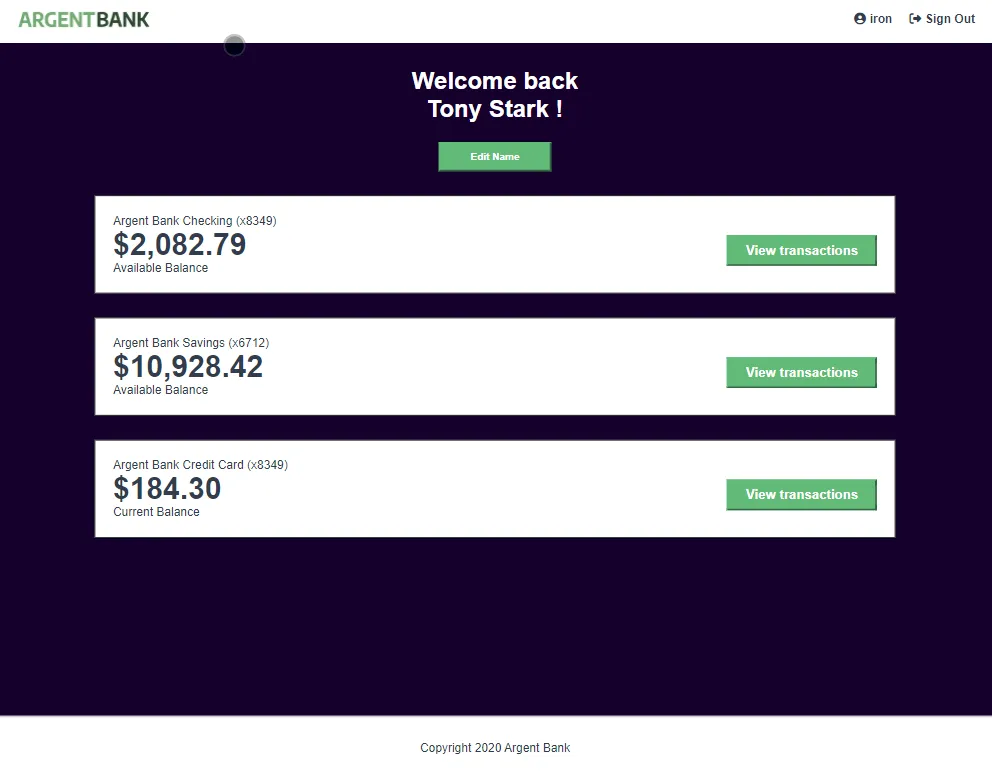 ARGENTBANK
iron Sign Out
Welcome back
Tony Stark !
Edit Name
Argent Bank Checking (x8349)
$2,082.79
Available Balance
View transactions
Argent Bank Savings (x6712)
$10,928.42
Available Balance
View transactions
Argent Bank Credit Card (x8349)
$184.30
Current Balance
View transactions
Copyright 2020 Argent Bank